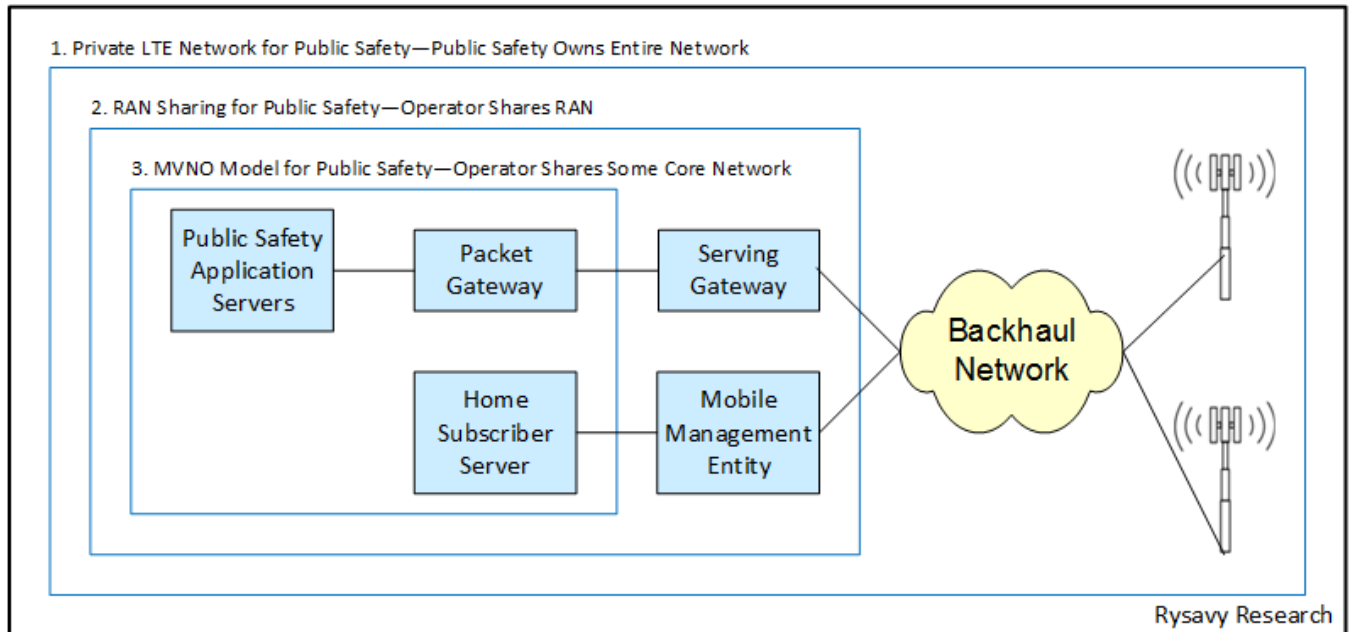 1. Private LTE Network for Public Safety—Public Safety Owns Entire Network
2. RAN Sharing for Public Safety—Operator Shares RAN
3. MVNO Model for Public Safety—Operator Shares Some Core Network
Public Safety
Application
Servers
Packet
Gateway
Serving
Gateway
Backhaul
Network
Home
Subscriber
Server
Mobile
Management
Entity
Rysavy Research